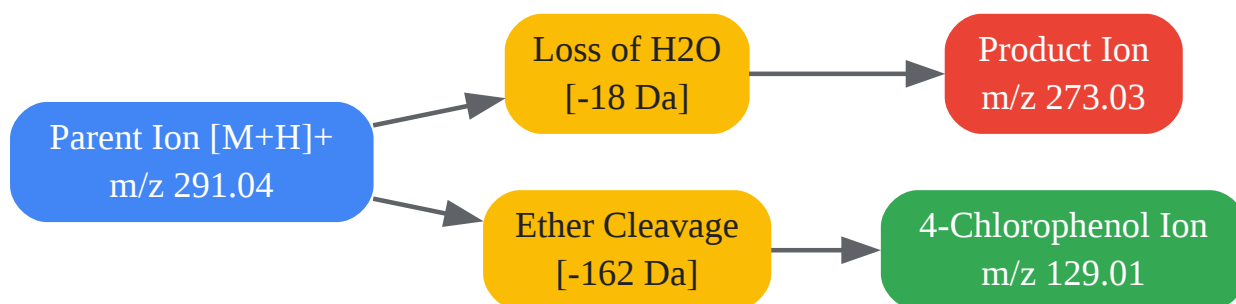 Parent Ion [M+H]+
m/z 291.04
Loss of H2O
[-18 Da]
Product Ion
m/z 273.03
Ether Cleavage
[-162 Da]
4-Chlorophenol Ion
m/z 129.01